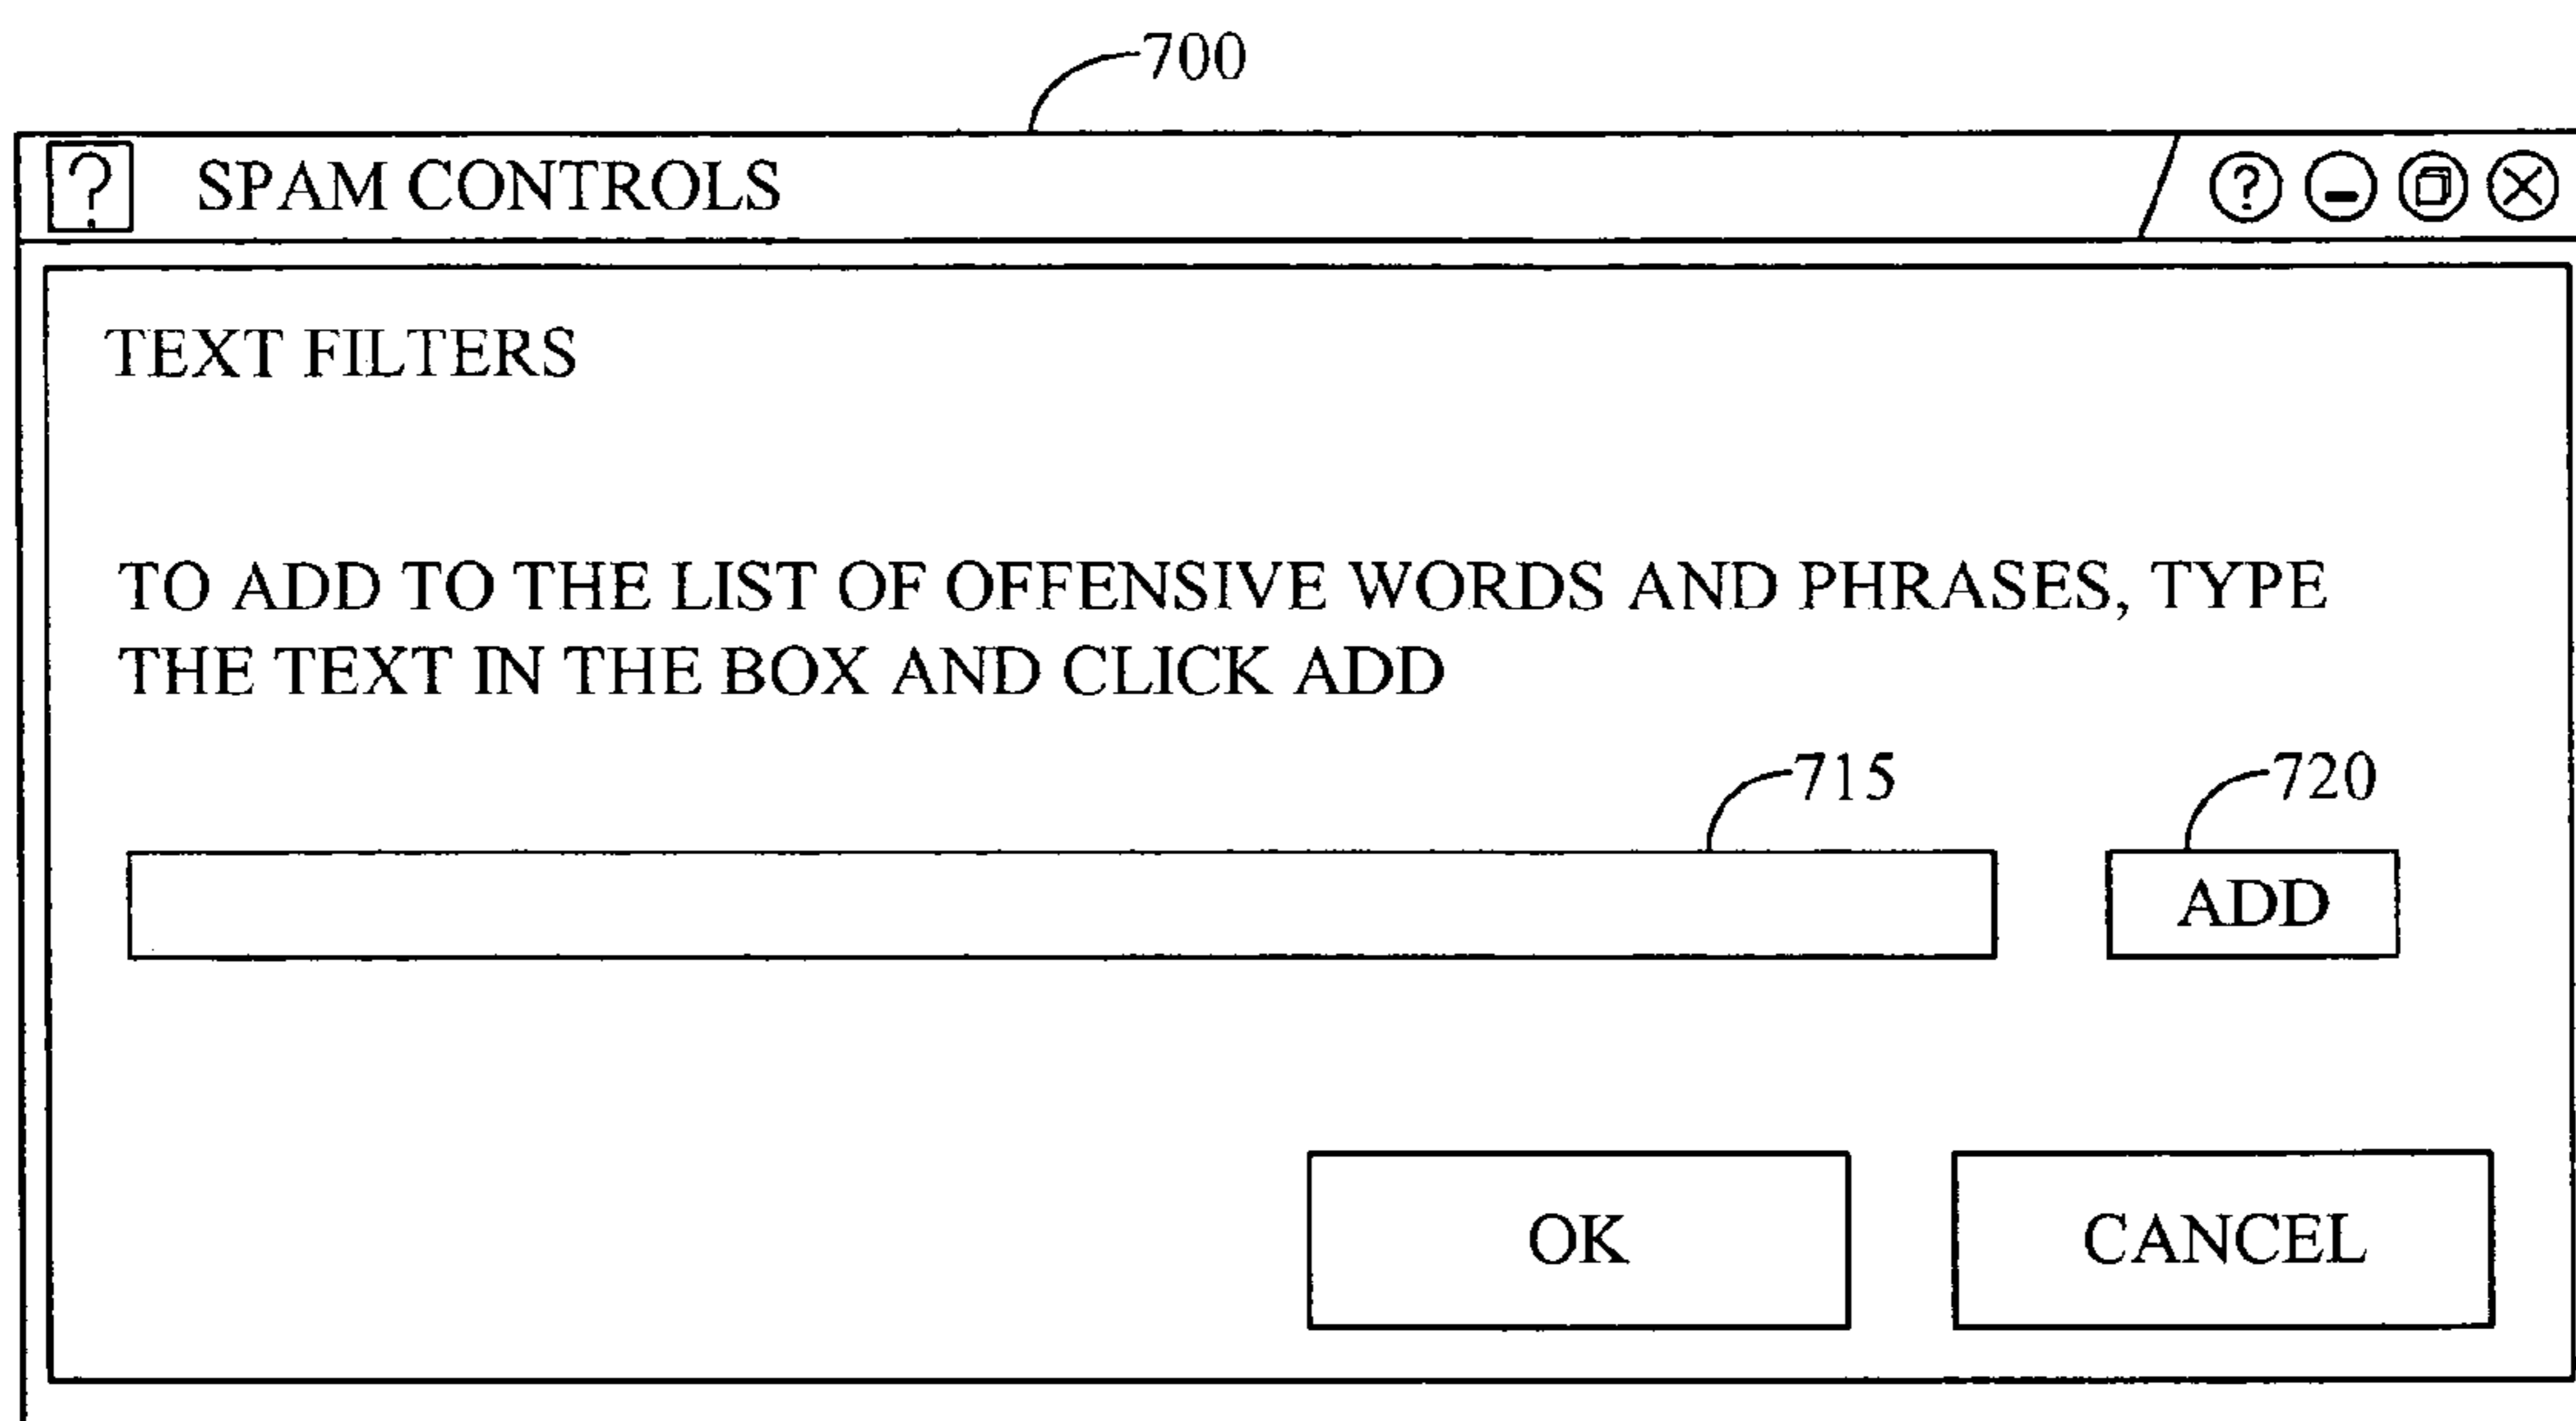 700
? SPAM CONTROLS ?
TEXT FILTERS
TO ADD TO THE LIST OF OFFENSIVE WORDS AND PHRASES, TYPE
THE TEXT IN THE BOX AND CLICK ADD
715 720
ADD
OK CANCEL